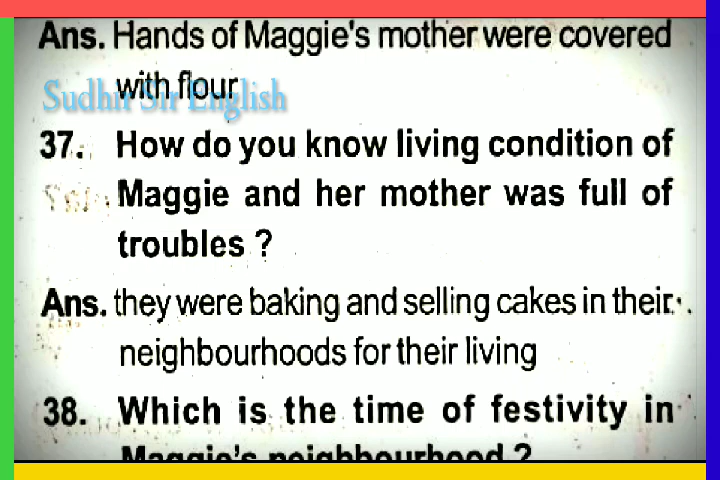 Ans. Hands of Maggie's mother were covered
with flour
Sudhir Sir English
37. How do you know living condition of
Maggie and her mother was full of
troubles ?
Ans. they were baking and selling cakes in their
neighbourhoods for their living
38. Which is the time of festivity in
Maggie's neighbourhood ?